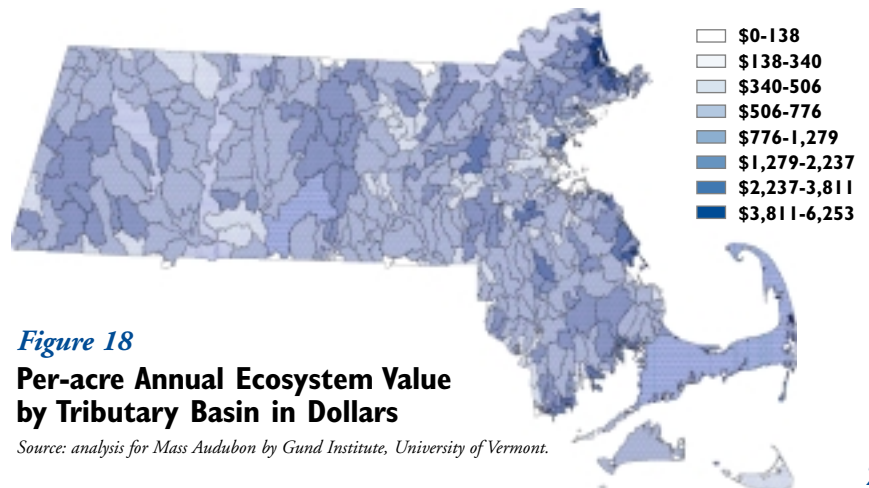 $0-138
$138-340
$340-506
$506-776
$776-1,279
$1,279-2,237
$2,237-3,811
$3,811-6,253
Figure 18
Per-acre Annual Ecosystem Value
by Tributary Basin in Dollars
Source: analysis for Mass Audubon by Gund Institute, University of Vermont.